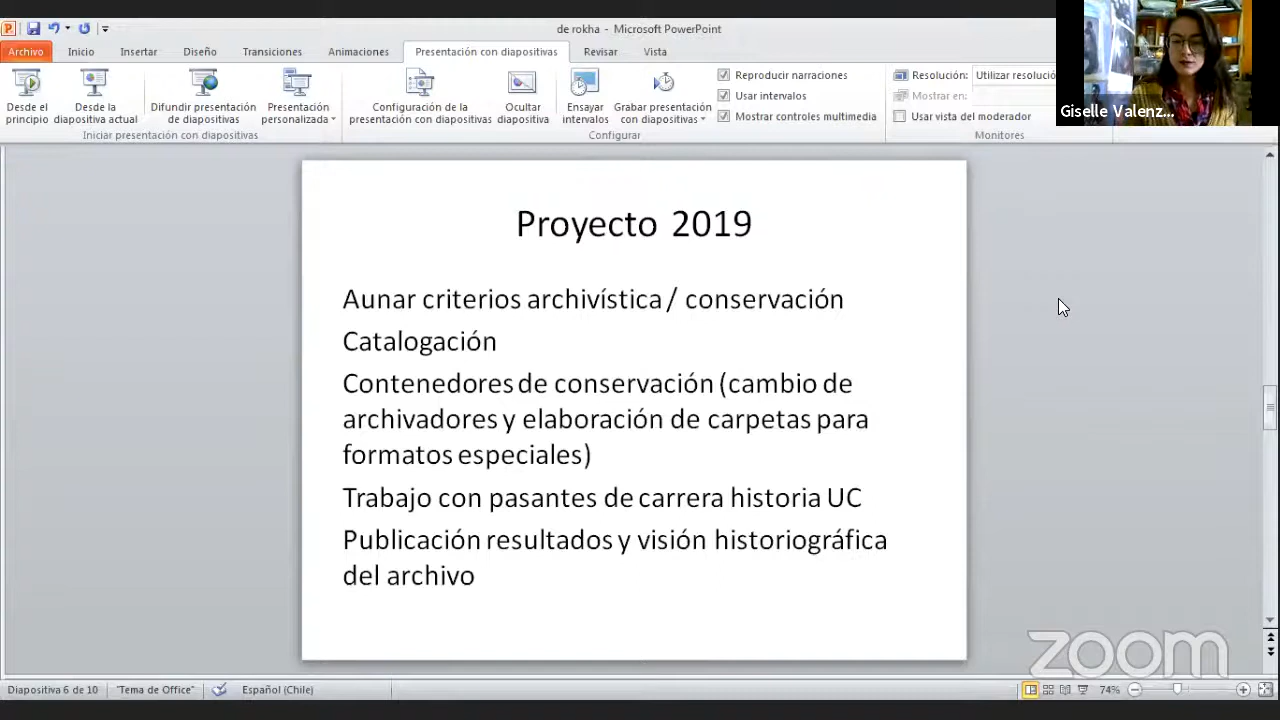 de rokha - Microsoft PowerPoint
Archivo Inicio Insertar Diseño Transiciones Animaciones Presentación con diapositivas Revisar Vista
Desde el principio
Desde la diapositiva actual
Difundir presentación de diapositivas
Presentación personalizada
Iniciar presentación con diapositivas
Configuración de la presentación con diapositivas
Ocultar diapositiva
Ensayar intervalos
Grabar presentación con diapositivas
Reproducir narraciones
Usar intervalos
Mostrar controles multimedia
Configurar
Resolución: Utilizar resolució
Mostrar en:
Usar vista del moderador
Monitores
Giselle Valenz...
Proyecto 2019
Aunar criterios archivística / conservación
Catalogación
Contenedores de conservación (cambio de
archivadores y elaboración de carpetas para
formatos especiales)
Trabajo con pasantes de carrera historia UC
Publicación resultados y visión historiográfica
del archivo
zoom
Diapositiva 6 de 10 "Tema de Office" Español (Chile) 74%